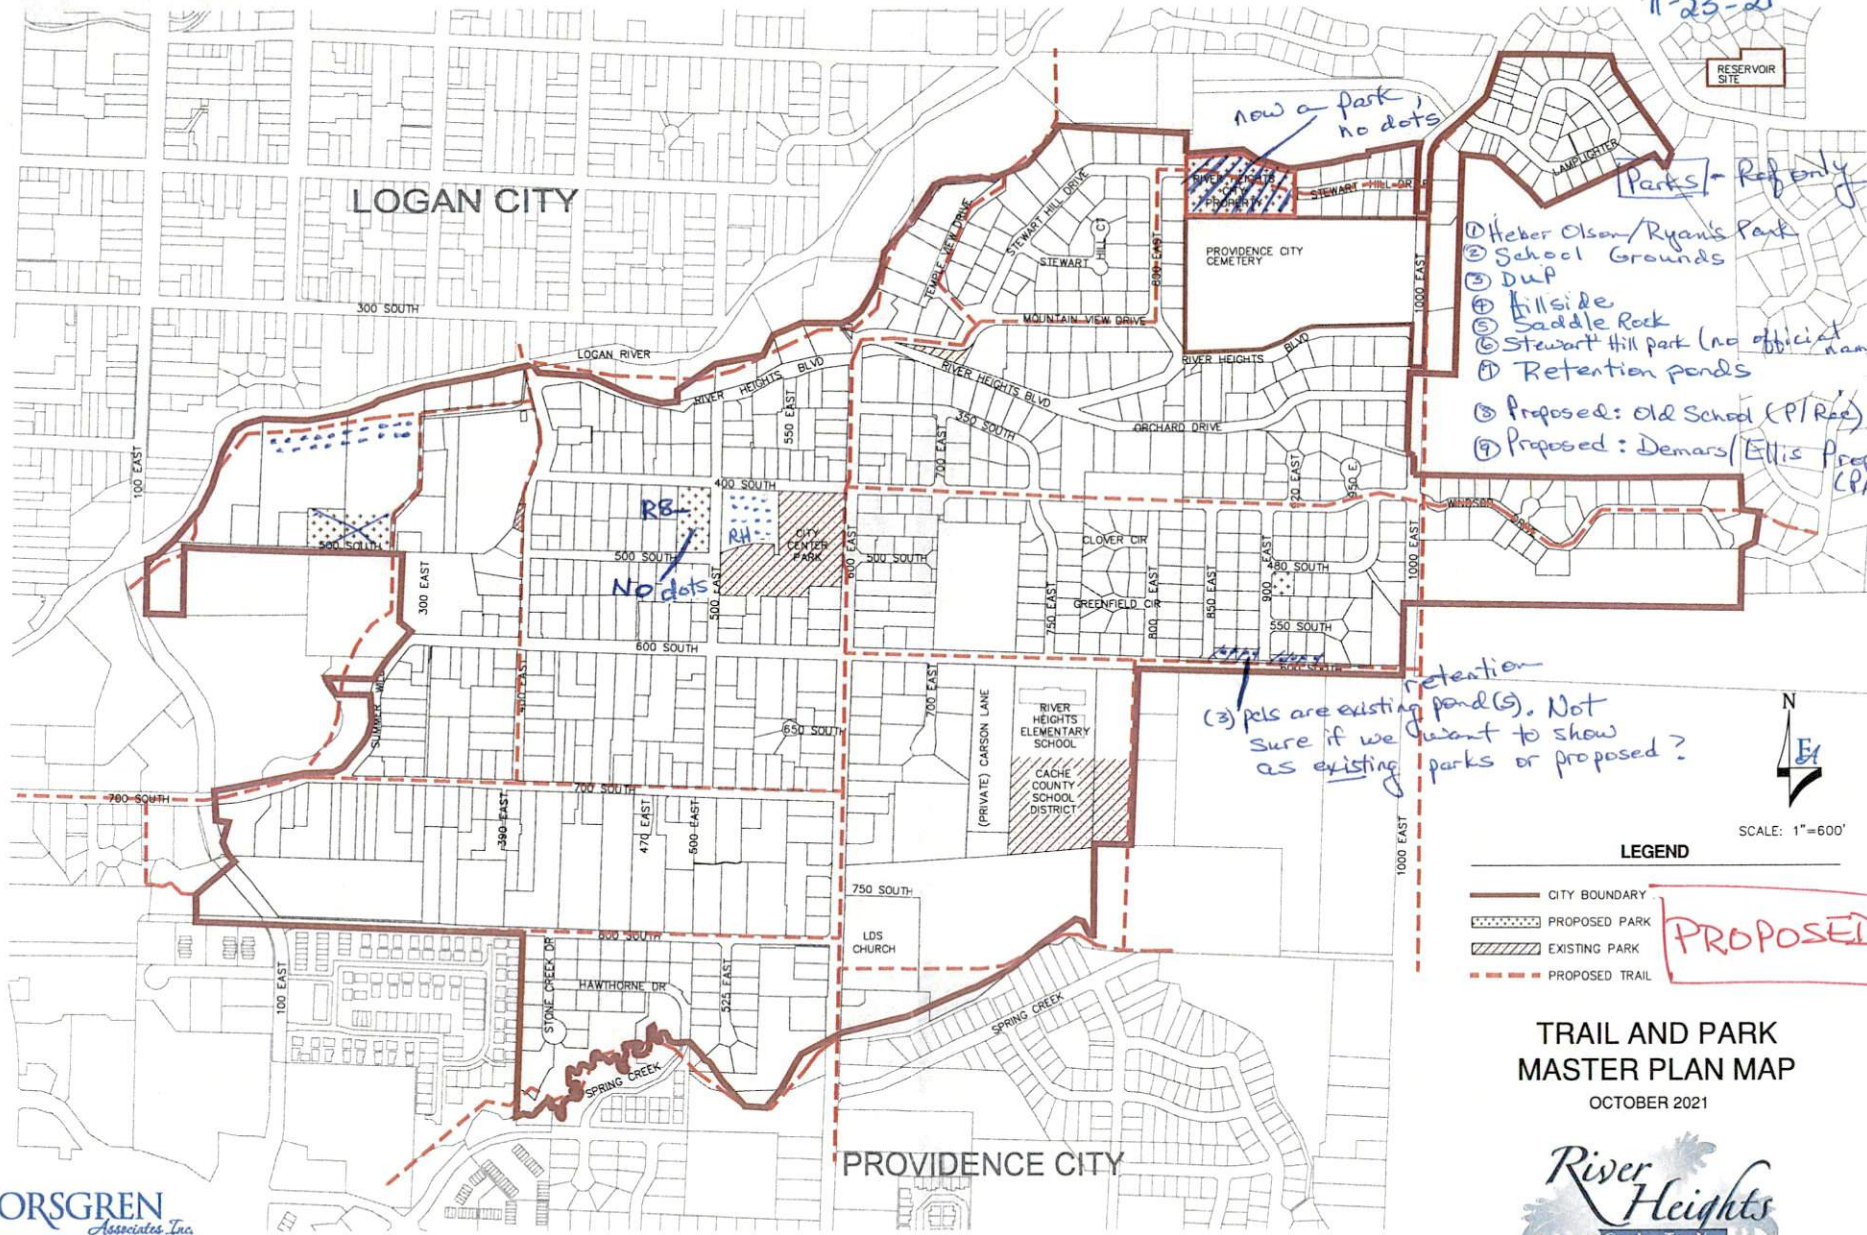 11-23-21
RESERVOIR
SITE
now a park,
no dots
LOGAN CITY
RIVER HEIGHTS
CITY
PROPERTY
STEWART HILL DR
LAMPLIGHTER
Parks - Ref only
① Heber Olson/Ryan's Park
② School Grounds
③ DUP
④ Hillside
⑤ Saddle Rock
⑥ Stewart Hill park (no official nam
⑦ Retention ponds
⑧ Proposed: Old School (P/Rec)
⑨ Proposed: Demars/Ellis Prop
TEMPLE VIEW DRIVE
STEWART HILL DRIVE
STEWART
HILL CT
800 EAST
PROVIDENCE CITY
CEMETERY
1000 EAST
300 SOUTH
MOUNTAIN VIEW DRIVE
LOGAN RIVER
RIVER HEIGHTS BLVD
RIVER HEIGHTS BLVD
RIVER HEIGHTS BLVD
550 EAST
350 SOUTH
700 EAST
ORCHARD DRIVE
100 EAST
400 SOUTH
950 E
WINDSOR DRIVE
R8
RH
CITY
CENTER
PARK
600 EAST
500 SOUTH
500 SOUTH
500 SOUTH
No dots
500 EAST
300 EAST
CLOVER CIR
GREENFIELD CIR
750 EAST
800 EAST
850 EAST
900 EAST
480 SOUTH
550 SOUTH
1000 EAST
600 SOUTH
600 SOUTH
400 EAST
650 SOUTH
700 EAST
(PRIVATE) CARSON LANE
RIVER
HEIGHTS
ELEMENTARY
SCHOOL
CACHE
COUNTY
SCHOOL
DISTRICT
retention
(3) pcls are existing pond(s). Not
sure if we want to show
as existing parks or proposed?
N
SCALE: 1"=600'
700 SOUTH
700 SOUTH
390 EAST
470 EAST
500 EAST
750 SOUTH
1000 EAST
LDS
CHURCH
800 SOUTH
100 EAST
STONE CREEK DR
HAWTHORNE DR
525 EAST
SPRING CREEK
SPRING CREEK
LEGEND
CITY BOUNDARY
PROPOSED PARK
EXISTING PARK
PROPOSED TRAIL
PROPOSED
TRAIL AND PARK
MASTER PLAN MAP
OCTOBER 2021
PROVIDENCE CITY
ORSGREN
Associates, Inc.
River
Heights